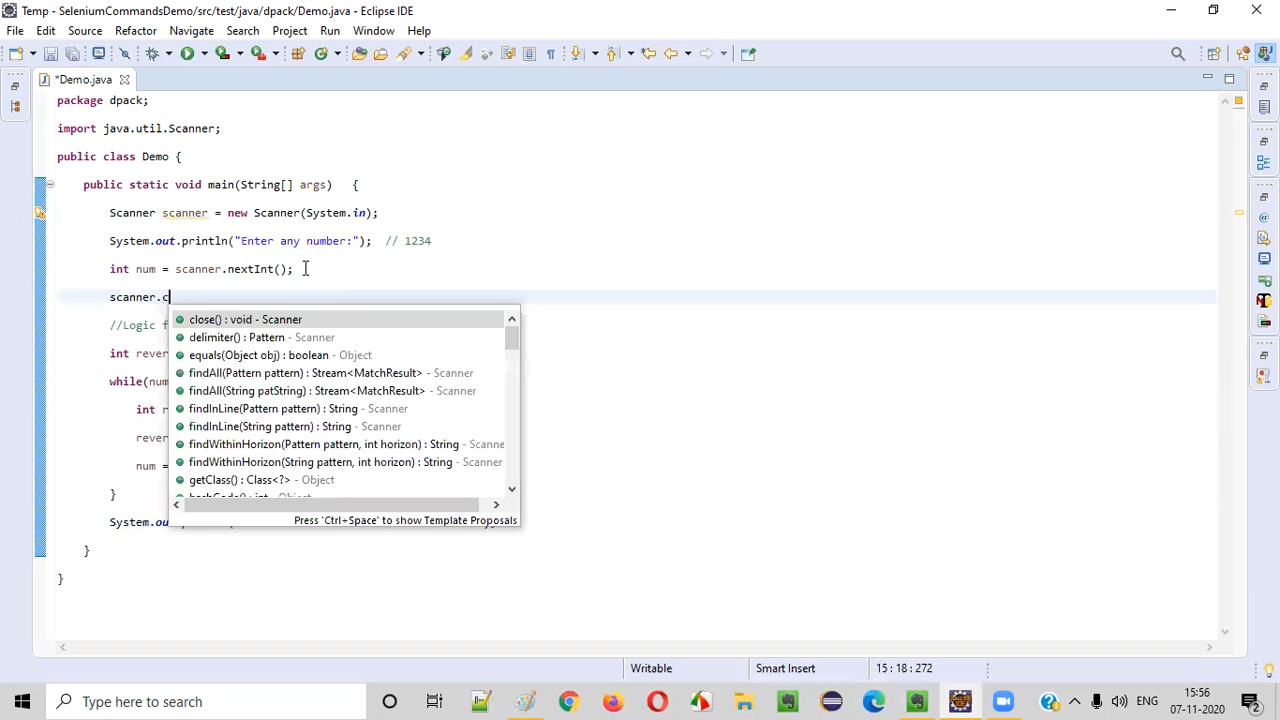 Temp - SeleniumCommandsDemo/src/test/java/dpack/Demo.java - Eclipse IDE
File Edit Source Refactor Navigate Search Project Run Window Help
*Demo.java
package dpack;
import java.util.Scanner;
public class Demo {
public static void main(String[] args) {
Scanner scanner = new Scanner(System.in);
System.out.println("Enter any number:"); // 1234
int num = scanner.nextInt();
scanner.c
close() : void - Scanner
//Logic f
delimiter() : Pattern - Scanner
int rever
equals(Object obj) : boolean - Object
findAll(Pattern pattern) : Stream<MatchResult> - Scanner
while(num
findAll(String patString) : Stream<MatchResult> - Scanner
int r
findInLine(Pattern pattern) : String - Scanner
findInLine(String pattern) : String - Scanner
rever
findWithinHorizon(Pattern pattern, int horizon) : String - Scanne
num =
findWithinHorizon(String pattern, int horizon) : String - Scanner
getClass() : Class<?> - Object
}
hashCode() : int - Object
Press 'Ctrl+Space' to show Template Proposals
System.ou
}
}
Writable Smart Insert 15 : 18 : 272
Type here to search
ENG
15:56
07-11-2020
2